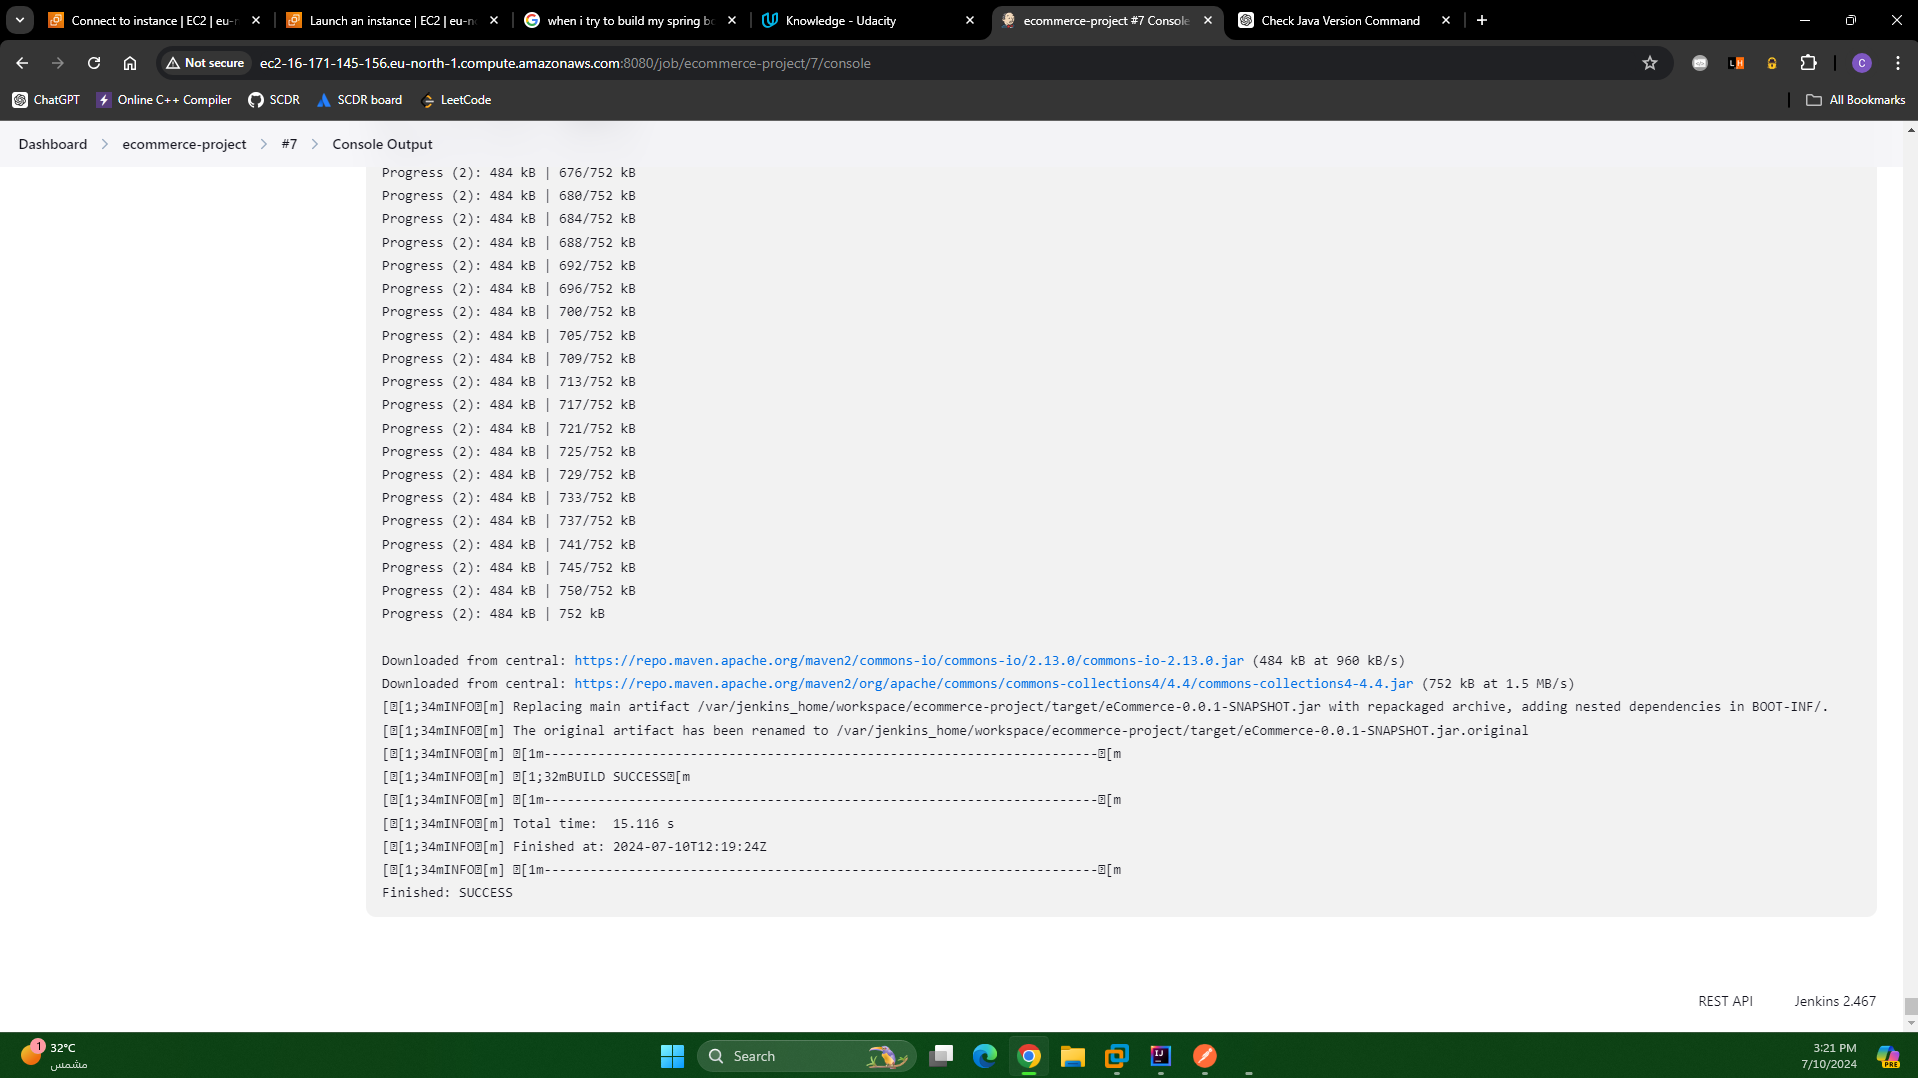 Connect to instance | EC2 | eu-n
Launch an instance | EC2 | eu-no
when i try to build my spring bo
Knowledge - Udacity
ecommerce-project #7 Console
Check Java Version Command
Not secure
ec2-16-171-145-156.eu-north-1.compute.amazonaws.com:8080/job/ecommerce-project/7/console
C
ChatGPT
Online C++ Compiler
SCDR
SCDR board
LeetCode
All Bookmarks
Dashboard > ecommerce-project > #7 > Console Output
Progress (2): 484 kB | 676/752 kB
Progress (2): 484 kB | 680/752 kB
Progress (2): 484 kB | 684/752 kB
Progress (2): 484 kB | 688/752 kB
Progress (2): 484 kB | 692/752 kB
Progress (2): 484 kB | 696/752 kB
Progress (2): 484 kB | 700/752 kB
Progress (2): 484 kB | 705/752 kB
Progress (2): 484 kB | 709/752 kB
Progress (2): 484 kB | 713/752 kB
Progress (2): 484 kB | 717/752 kB
Progress (2): 484 kB | 721/752 kB
Progress (2): 484 kB | 725/752 kB
Progress (2): 484 kB | 729/752 kB
Progress (2): 484 kB | 733/752 kB
Progress (2): 484 kB | 737/752 kB
Progress (2): 484 kB | 741/752 kB
Progress (2): 484 kB | 745/752 kB
Progress (2): 484 kB | 750/752 kB
Progress (2): 484 kB | 752 kB
Downloaded from central: https://repo.maven.apache.org/maven2/commons-io/commons-io/2.13.0/commons-io-2.13.0.jar (484 kB at 960 kB/s)
Downloaded from central: https://repo.maven.apache.org/maven2/org/apache/commons/commons-collections4/4.4/commons-collections4-4.4.jar (752 kB at 1.5 MB/s)
[[1;34mINFO[m] Replacing main artifact /var/jenkins_home/workspace/ecommerce-project/target/eCommerce-0.0.1-SNAPSHOT.jar with repackaged archive, adding nested dependencies in BOOT-INF/.
[[1;34mINFO[m] The original artifact has been renamed to /var/jenkins_home/workspace/ecommerce-project/target/eCommerce-0.0.1-SNAPSHOT.jar.original
[[1;34mINFO[m] [1m------------------------------------------------------------------------[m
[[1;34mINFO[m] [1;32mBUILD SUCCESS[m
[[1;34mINFO[m] [1m------------------------------------------------------------------------[m
[[1;34mINFO[m] Total time:  15.116 s
[[1;34mINFO[m] Finished at: 2024-07-10T12:19:24Z
[[1;34mINFO[m] [1m------------------------------------------------------------------------[m
Finished: SUCCESS
REST API
Jenkins 2.467
1
32°C
مشمس
Search
3:21 PM
7/10/2024
PRE